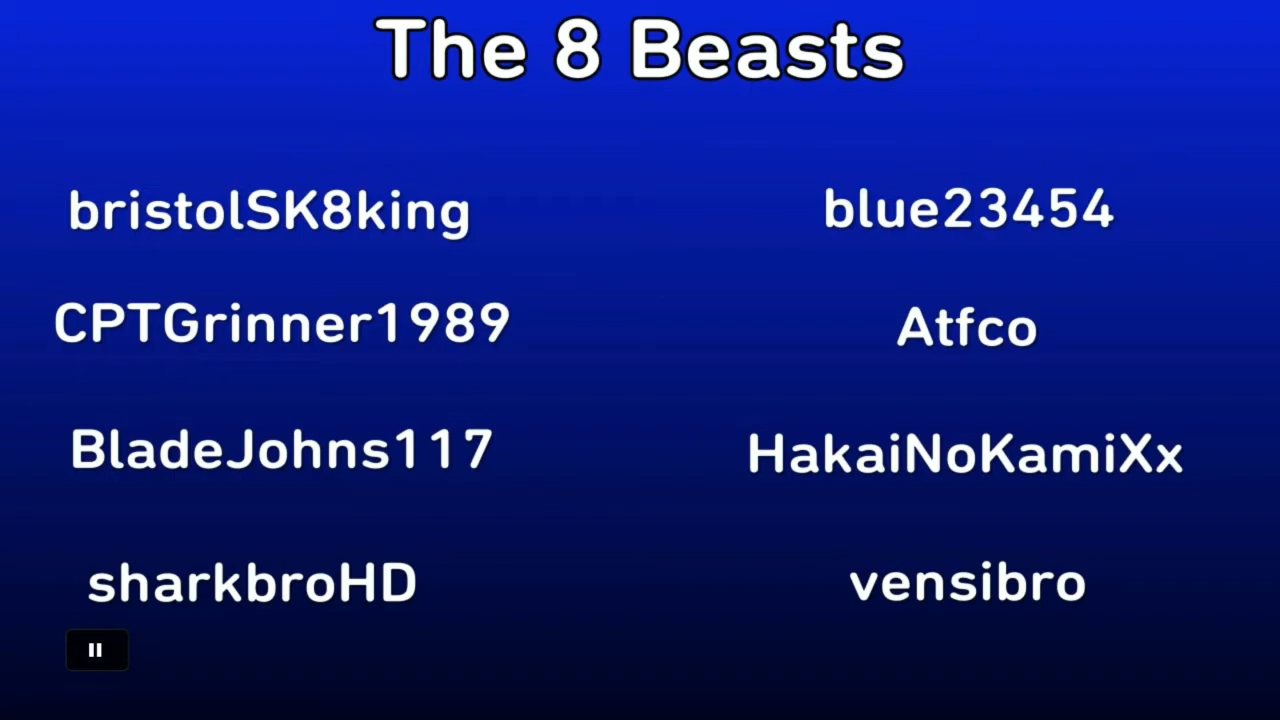 The 8 Beasts
bristolSK8king
blue23454
CPTGrinner1989
Atfco
BladeJohns117
HakaiNoKamiXx
sharkbroHD
vensibro